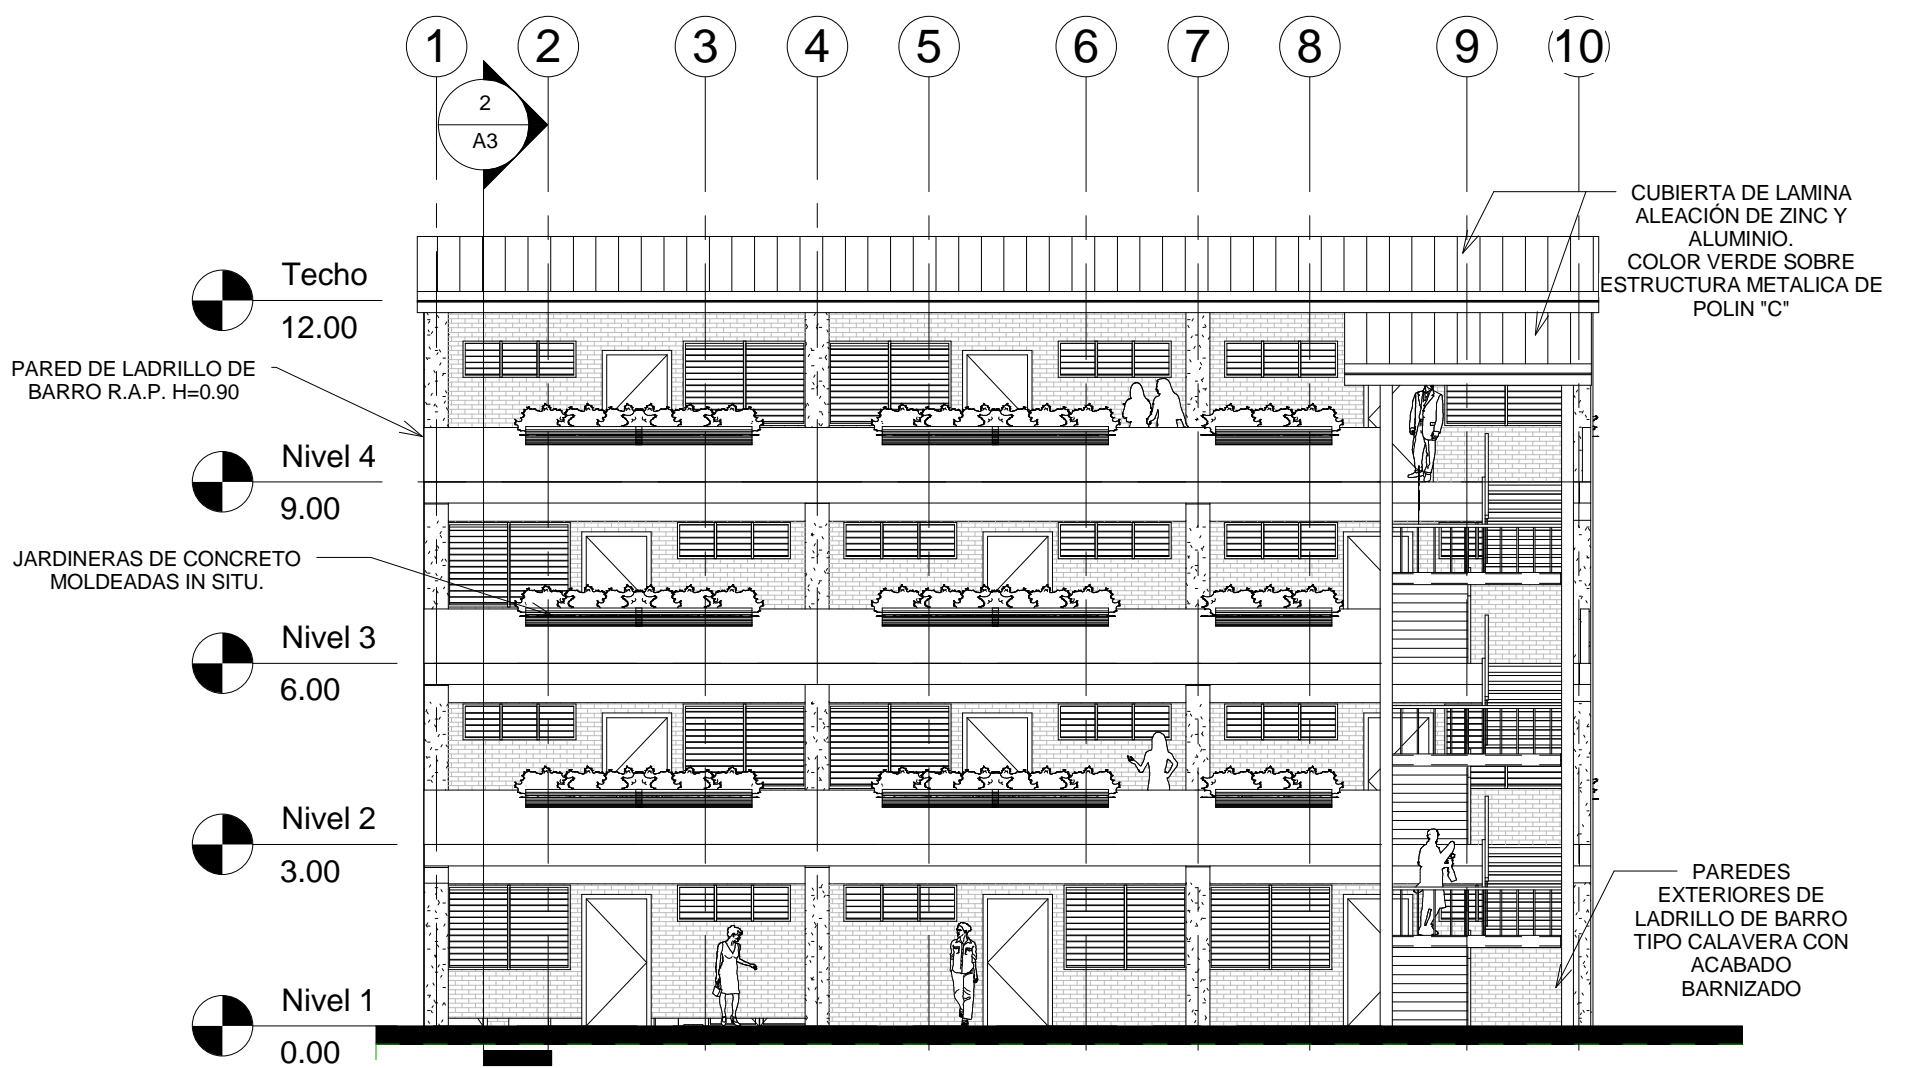 1 2 3 4 5 6 7 8 9 10
2
A3
CUBIERTA DE LAMINA
ALEACIÓN DE ZINC Y
ALUMINIO.
COLOR VERDE SOBRE
ESTRUCTURA METALICA DE
POLIN "C"
Techo
12.00
PARED DE LADRILLO DE
BARRO R.A.P. H=0.90
Nivel 4
9.00
JARDINERAS DE CONCRETO
MOLDEADAS IN SITU.
Nivel 3
6.00
Nivel 2
3.00
PAREDES
EXTERIORES DE
LADRILLO DE BARRO
TIPO CALAVERA CON
ACABADO
BARNIZADO
Nivel 1
0.00